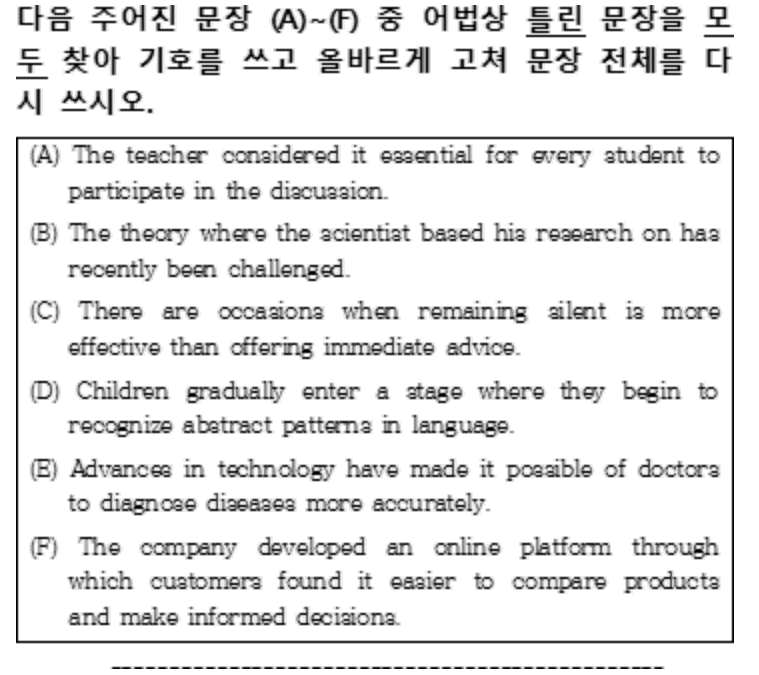 다음 주어진 문장 (A)~(F) 중 어법상 틀린 문장을 모
두 찾아 기호를 쓰고 올바르게 고쳐 문장 전체를 다
시 쓰시오.
(A) The teacher considered it essential for every student to
participate in the discussion.
(B) The theory where the scientist based his research on has
recently been challenged.
(C) There are occasions when remaining silent is more
effective than offering immediate advice.
(D) Children gradually enter a stage where they begin to
recognize abstract patterns in language.
(E) Advances in technology have made it possible of doctors
to diagnose diseases more accurately.
(F) The company developed an online platform through
which customers found it easier to compare products
and make informed decisions.